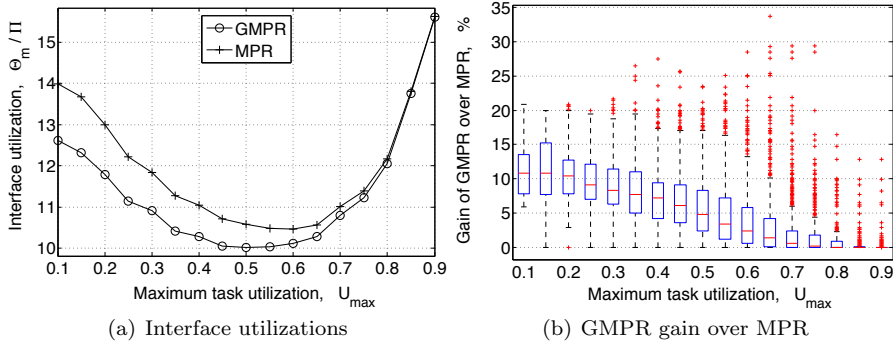 GMPR
MPR
Interface utilization, Θm / Π
16
15
14
13
12
11
10
0.1 0.2 0.3 0.4 0.5 0.6 0.7 0.8 0.9
Maximum task utilization, Umax
(a) Interface utilizations
Gain of GMPR over MPR, %
35
30
25
20
15
10
5
0
0.1 0.2 0.3 0.4 0.5 0.6 0.7 0.8 0.9
Maximum task utilization, Umax
(b) GMPR gain over MPR